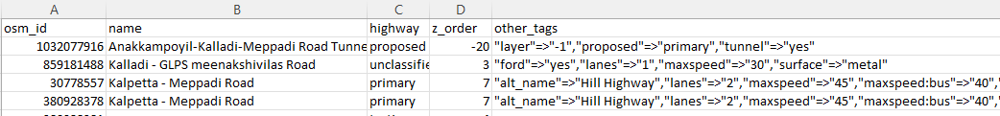 A B C D E
osm_id name highway z_order other_tags
1032077916 Anakkampoyil-Kalladi-Meppadi Road Tunne proposed -20 "layer"=>"-1","proposed"=>"primary","tunnel"=>"yes"
859181488 Kalladi - GLPS meenakshivilas Road unclassifie 3 "ford"=>"yes","lanes"=>"1","maxspeed"=>"30","surface"=>"metal"
30778557 Kalpetta - Meppadi Road primary 7 "alt_name"=>"Hill Highway","lanes"=>"2","maxspeed"=>"45","maxspeed:bus"=>"40",
380928378 Kalpetta - Meppadi Road primary 7 "alt_name"=>"Hill Highway","lanes"=>"2","maxspeed"=>"45","maxspeed:bus"=>"40",